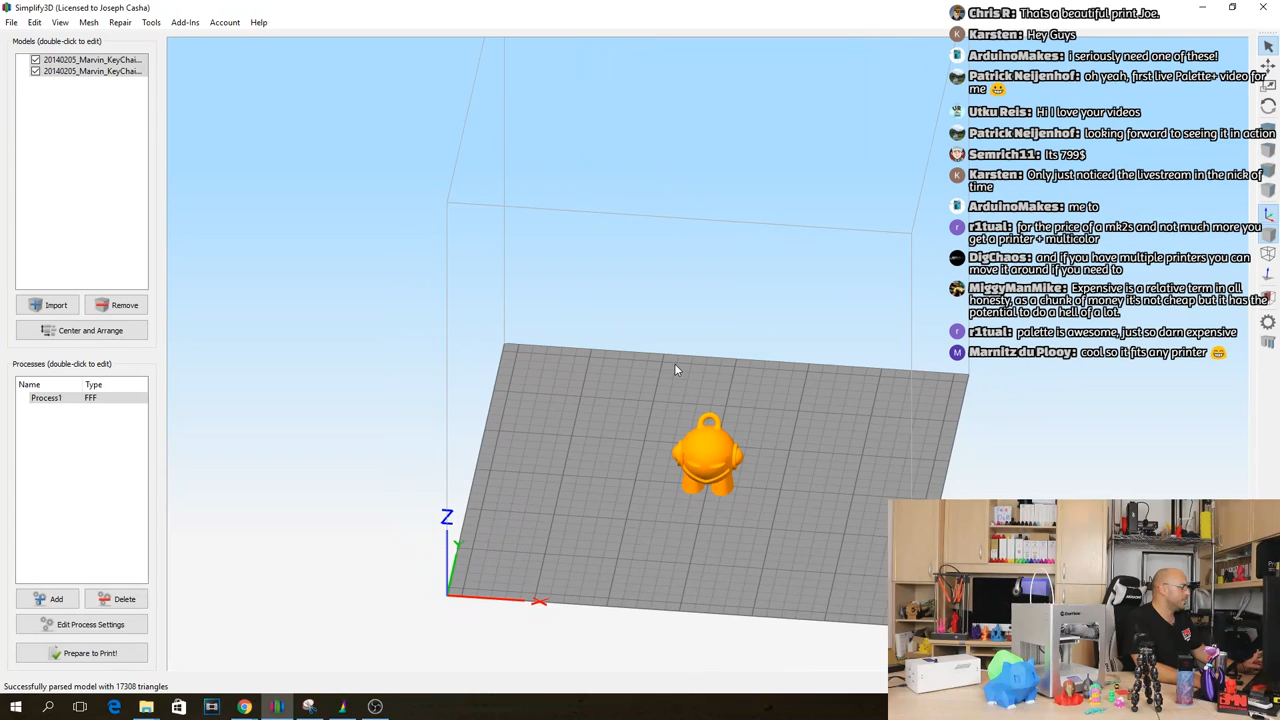 Simplify3D (Licensed to Joseph Casha)
File Edit View Mesh Repair Tools Add-Ins Account Help
Models (double-click to edit)
20140205_Marvin_KeyChai...
20140205_Marvin_KeyChai...
Import Remove
Center and Arrange
Processes (double-click to edit)
Name Type
Process1 FFF
Add Delete
Edit Process Settings
Prepare to Print!
Successfully parsed model with 17308 triangles
Z
Chris R: Thats a beautiful print Joe.
K Karsten: Hey Guys
ArduinoMakes: i seriously need one of these!
Patrick Neijenhof: oh yeah, first live Palette+ video for
me 😀
Utku Reis: Hi I love your videos
Patrick Neijenhof: looking forward to seeing it in action
Semrich11: Its 799$
K Karsten: Only just noticed the livestream in the nick of
time
ArduinoMakes: me to
r r1tual: for the price of a mk2s and not much more you
get a printer + multicolor
DigChaos: and if you have multiple printers you can
move it around if you need to
MiggyManMike: Expensive is a relative term in all
honesty, as a chunk of money it's not cheap but it has the
potential to do a hell of a lot.
r r1tual: palette is awesome, just so darn expensive
M Marnitz du Plooy: cool so it fits any printer 😁